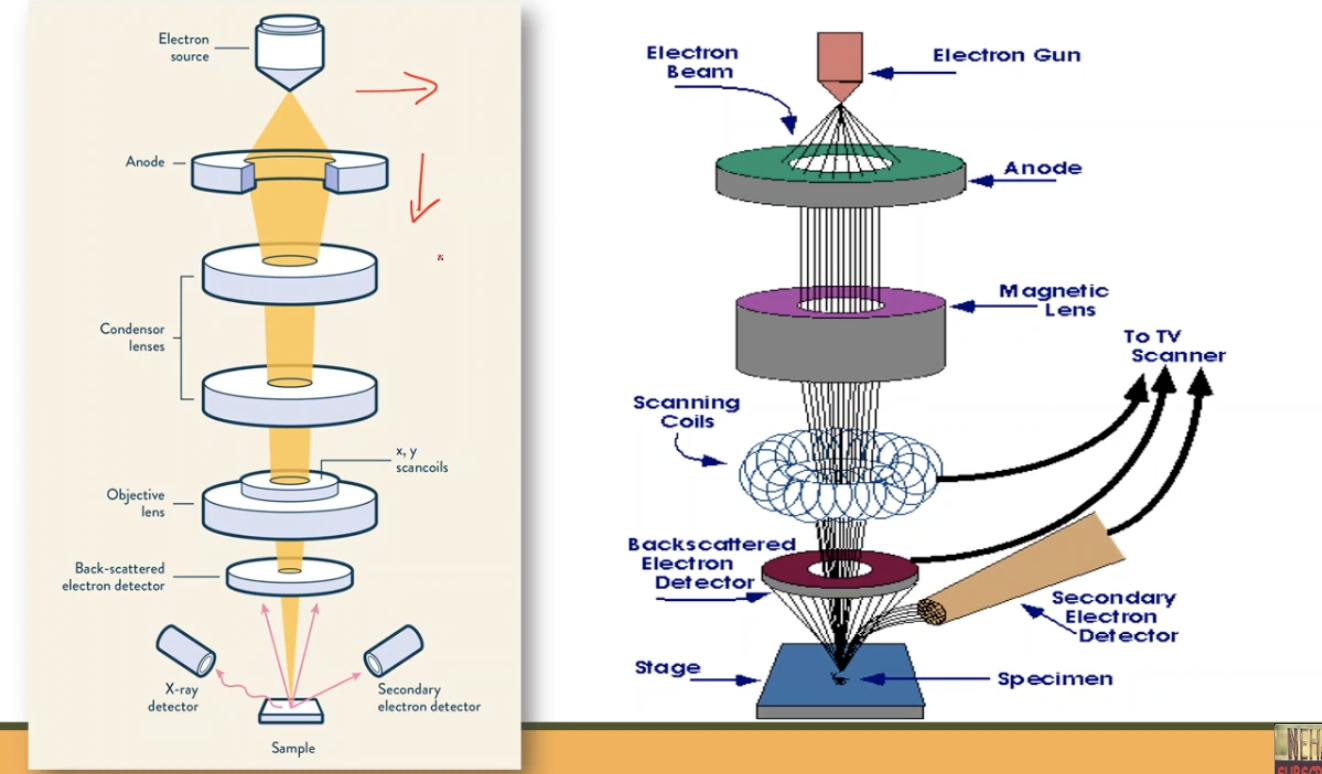 Electron
source
Anode
Condensor
lenses
x, y
scancoils
Objective
lens
Back-scattered
electron detector
X-ray
detector
Secondary
electron detector
Sample
Electron
Beam
Electron Gun
Anode
Magnetic
Lens
To TV
Scanner
Scanning
Coils
Backscattered
Electron
Detector
Secondary
Electron
Detector
Stage
Specimen